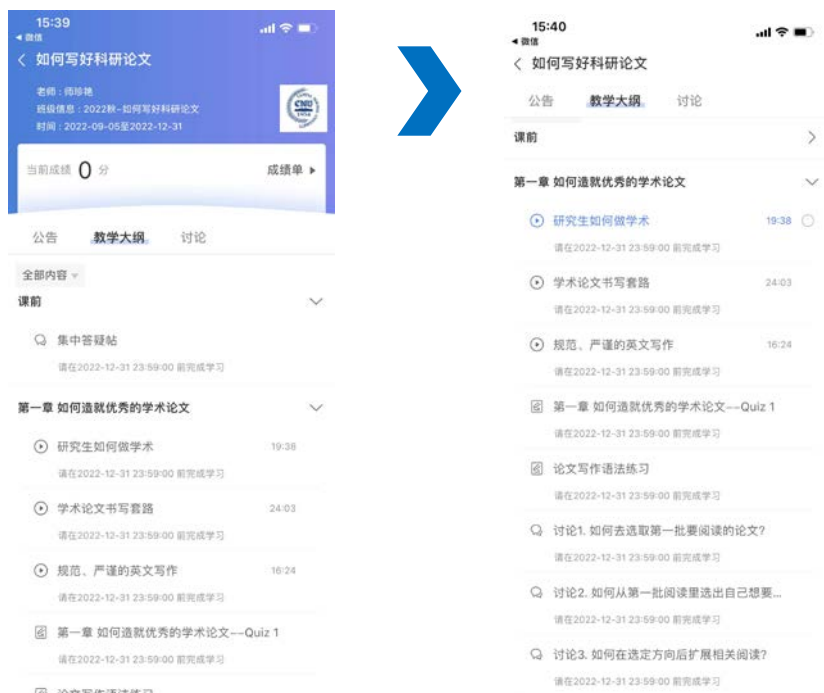 15:39
◀ 微信
如何写好科研论文
老师：师珍艳
班级信息：2022秋-如何写好科研论文
时间：2022-09-05至2022-12-31
CNU
1954
当前成绩 0 分
成绩单 ▶
公告 教学大纲 讨论
全部内容
课前
集中答疑帖
请在2022-12-31 23:59:00 前完成学习
第一章 如何造就优秀的学术论文
研究生如何做学术 19:38
请在2022-12-31 23:59:00 前完成学习
学术论文书写套路 24:03
请在2022-12-31 23:59:00 前完成学习
规范、严谨的英文写作 16:24
请在2022-12-31 23:59:00 前完成学习
第一章 如何造就优秀的学术论文--Quiz 1
请在2022-12-31 23:59:00 前完成学习
论文写作语法练习
15:40
◀ 微信
如何写好科研论文
公告 教学大纲 讨论
课前
第一章 如何造就优秀的学术论文
研究生如何做学术 19:38
请在2022-12-31 23:59:00 前完成学习
学术论文书写套路 24:03
请在2022-12-31 23:59:00 前完成学习
规范、严谨的英文写作 16:24
请在2022-12-31 23:59:00 前完成学习
第一章 如何造就优秀的学术论文--Quiz 1
请在2022-12-31 23:59:00 前完成学习
论文写作语法练习
请在2022-12-31 23:59:00 前完成学习
讨论1. 如何去选取第一批要阅读的论文?
请在2022-12-31 23:59:00 前完成学习
讨论2. 如何从第一批阅读里选出自己想要...
请在2022-12-31 23:59:00 前完成学习
讨论3. 如何在选定方向后扩展相关阅读?
请在2022-12-31 23:59:00 前完成学习